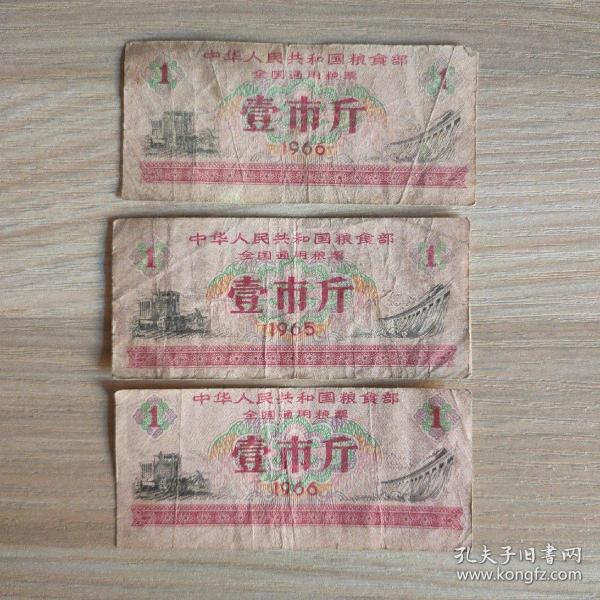 中华人民共和国粮食部
全国通用粮票
1
1
壹市斤
1966
中华人民共和国粮食部
全国通用粮票
1
1
壹市斤
1965
中华人民共和国粮食部
全国通用粮票
1
1
壹市斤
1966
孔夫子旧书网
www.kongfz.com